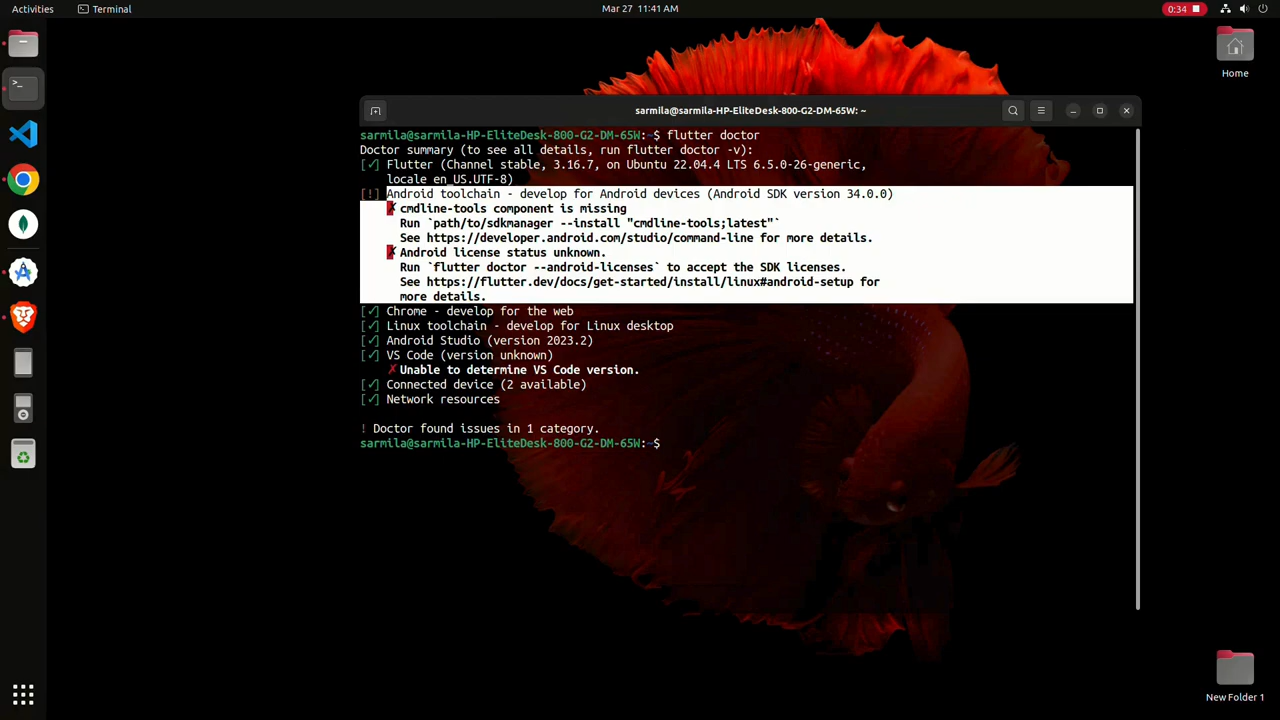 Activities
Terminal
Mar 27 11:41 AM
0:34
Home
sarmila@sarmila-HP-EliteDesk-800-G2-DM-65W: ~
sarmila@sarmila-HP-EliteDesk-800-G2-DM-65W:~$ flutter doctor
Doctor summary (to see all details, run flutter doctor -v):
[✓] Flutter (Channel stable, 3.16.7, on Ubuntu 22.04.4 LTS 6.5.0-26-generic,
locale en_US.UTF-8)
[!] Android toolchain - develop for Android devices (Android SDK version 34.0.0)
✗ cmdline-tools component is missing
Run `path/to/sdkmanager --install "cmdline-tools;latest"`
See https://developer.android.com/studio/command-line for more details.
✗ Android license status unknown.
Run `flutter doctor --android-licenses` to accept the SDK licenses.
See https://flutter.dev/docs/get-started/install/linux#android-setup for
more details.
[✓] Chrome - develop for the web
[✓] Linux toolchain - develop for Linux desktop
[✓] Android Studio (version 2023.2)
[✓] VS Code (version unknown)
✗ Unable to determine VS Code version.
[✓] Connected device (2 available)
[✓] Network resources
! Doctor found issues in 1 category.
sarmila@sarmila-HP-EliteDesk-800-G2-DM-65W:~$
New Folder 1